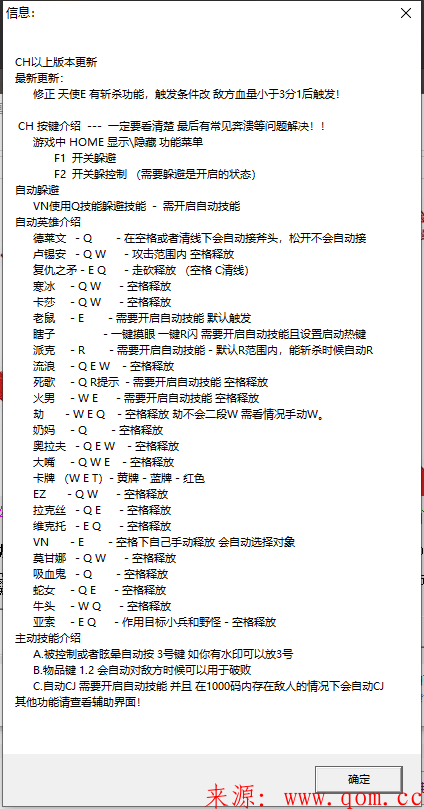 信息：
CH以上版本更新
最新更新：
修正 天使E 有斩杀功能，触发条件改 敌方血量小于3分1后触发！
CH 按键介绍 --- 一定要看清楚 最后有常见奔溃等问题解决！！
游戏中 HOME 显示\隐藏 功能菜单
F1 开关躲避
F2 开关躲控制 （需要躲避是开启的状态）
自动躲避
VN使用Q技能躲避技能 - 需开启自动技能
自动英雄介绍
德莱文 - Q - 在空格或者清线下会自动接斧头，松开不会自动接
卢锡安 - Q W - 攻击范围内 空格释放
复仇之矛 - E Q - 走砍释放 （空格 C清线）
寒冰 - Q W - 空格释放
卡莎 - Q W - 空格释放
老鼠 - E - 需要开启自动技能 默认触发
瞎子 - 一键摸眼 一键R闪 需要开启自动技能且设置启动热键
派克 - R - 需要开启自动技能 - 默认R范围内，能斩杀时候自动R
流浪 - Q E W - 空格释放
死歌 - Q R提示 - 需要开启自动技能 空格释放
火男 - W E - 需要开启自动技能 空格释放
劫 - W E Q - 空格释放 劫不会二段W 需看情况手动W。
奶妈 - Q - 空格释放
奥拉夫 - Q E W - 空格释放
大嘴 - Q W E - 空格释放
卡牌 （W E T）- 黄牌 - 蓝牌 - 红色
EZ - Q W - 空格释放
拉克丝 - Q E - 空格释放
维克托 - E Q - 空格释放
VN - E - 空格下自己手动释放 会自动选择对象
莫甘娜 - Q W - 空格释放
吸血鬼 - Q - 空格释放
蛇女 - Q E - 空格释放
牛头 - W Q - 空格释放
亚索 - E Q - 作用目标小兵和野怪 - 空格释放
主动技能介绍
A.被控制或者眩晕自动按 3号键 如你有水印可以放3号
B.物品键 1.2 会自动对敌方时候可以用于破败
C.自动CJ 需要开启自动技能 并且 在1000码内存在敌人的情况下会自动CJ
其他功能请查看辅助界面！
确定
来源：www.qom.cc